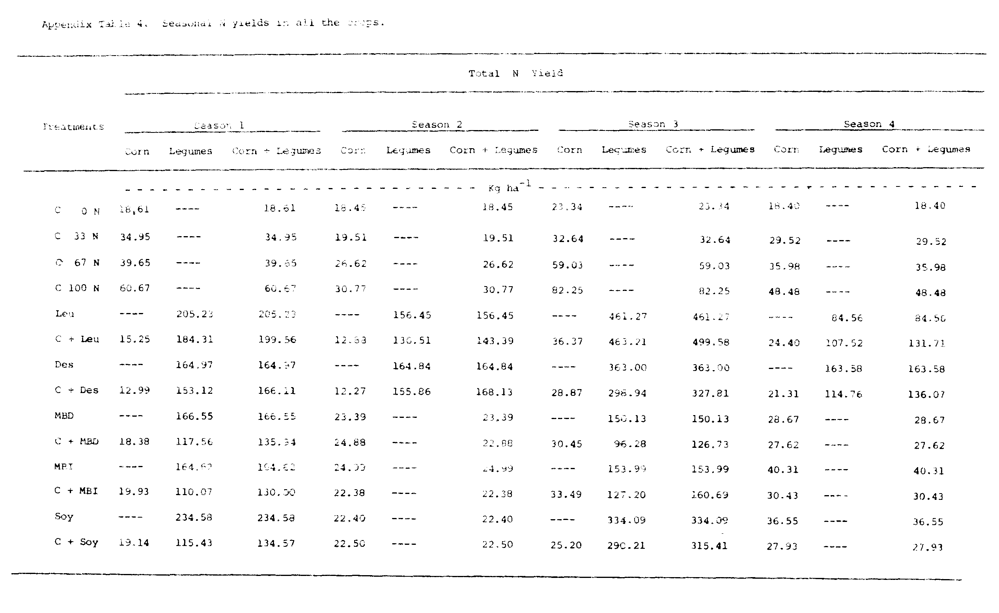 Appendix Table 4. Seasonal N yields in all the crops.
Total N Yield
Treatments Season 1 Season 2 Season 3 Season 4
Corn Legumes Corn + Legumes Corn Legumes Corn + Legumes Corn Legumes Corn + Legumes Corn Legumes Corn + Legumes
- - - - - - - - - - - - - - - - - - - - - - - - - - - - Kg ha-1 - - - - - - - - - - - - - - - - - - - - - - - - - - - - - - - - - - -
C 0 N 18.61 ---- 18.61 18.45 ---- 18.45 23.34 ---- 23.34 18.40 ---- 18.40
C 33 N 34.95 ---- 34.95 19.51 ---- 19.51 32.64 ---- 32.64 29.52 ---- 29.52
C 67 N 39.65 ---- 39.65 26.62 ---- 26.62 59.03 ---- 59.03 35.98 ---- 35.98
C 100 N 60.67 ---- 60.67 30.77 ---- 30.77 82.25 ---- 82.25 48.48 ---- 48.48
Leu ---- 205.23 205.23 ---- 156.45 156.45 ---- 461.27 461.27 ---- 84.56 84.56
C + Leu 15.25 184.31 199.56 12.88 130.51 143.39 36.37 463.21 499.58 24.40 107.52 131.71
Des ---- 164.97 164.97 ---- 164.84 164.84 ---- 363.00 363.00 ---- 163.58 163.58
C + Des 12.99 153.12 166.11 12.27 155.86 168.13 28.87 298.94 327.81 21.31 114.76 136.07
MBD ---- 166.55 166.55 23.39 ---- 23.39 ---- 150.13 150.13 28.67 ---- 28.67
C + MBD 18.38 117.56 135.94 24.88 ---- 22.88 30.45 96.28 126.73 27.62 ---- 27.62
MBI ---- 164.62 164.62 24.99 ---- 24.99 ---- 153.99 153.99 40.31 ---- 40.31
C + MBI 19.93 110.07 130.00 22.38 ---- 22.38 33.49 127.20 160.69 30.43 ---- 30.43
Soy ---- 234.58 234.58 22.40 ---- 22.40 ---- 334.09 334.09 36.55 ---- 36.55
C + Soy 19.14 115.43 134.57 22.50 ---- 22.50 25.20 290.21 315.41 27.93 ---- 27.93